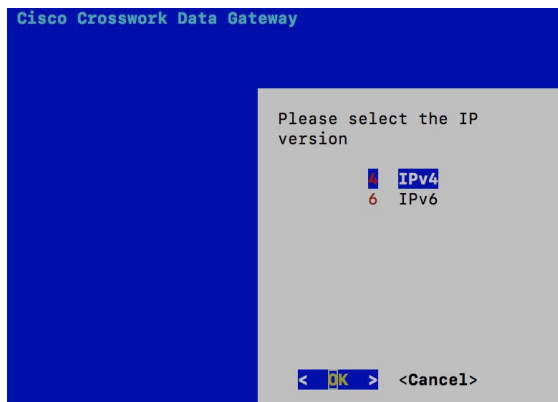 Cisco Crosswork Data Gateway
Please select the IP
version
4 IPv4
6 IPv6
< OK > <Cancel>